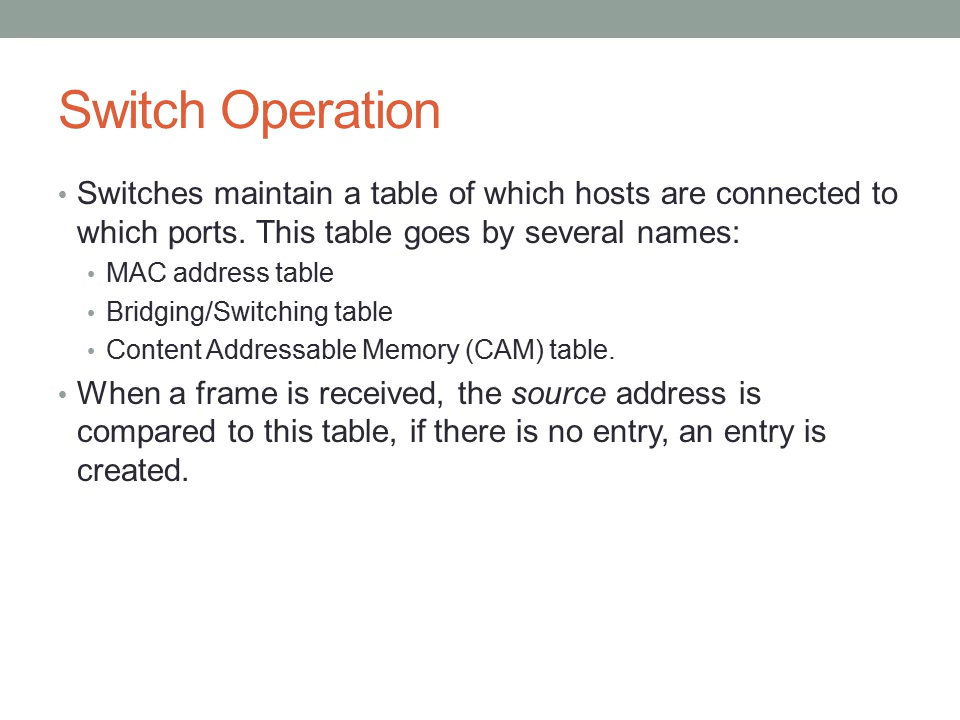 Switch Operation
• Switches maintain a table of which hosts are connected to
which ports. This table goes by several names:
• MAC address table
• Bridging/Switching table
• Content Addressable Memory (CAM) table.
• When a frame is received, the source address is
compared to this table, if there is no entry, an entry is
created.